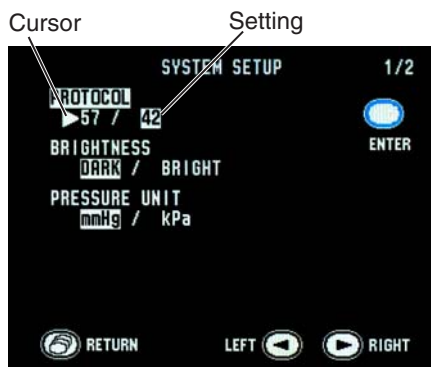 Cursor Setting
SYSTEM SETUP 1/2
PROTOCOL
57 / 42
BRIGHTNESS ENTER
DARK / BRIGHT
PRESSURE UNIT
mmHg / kPa
RETURN LEFT RIGHT